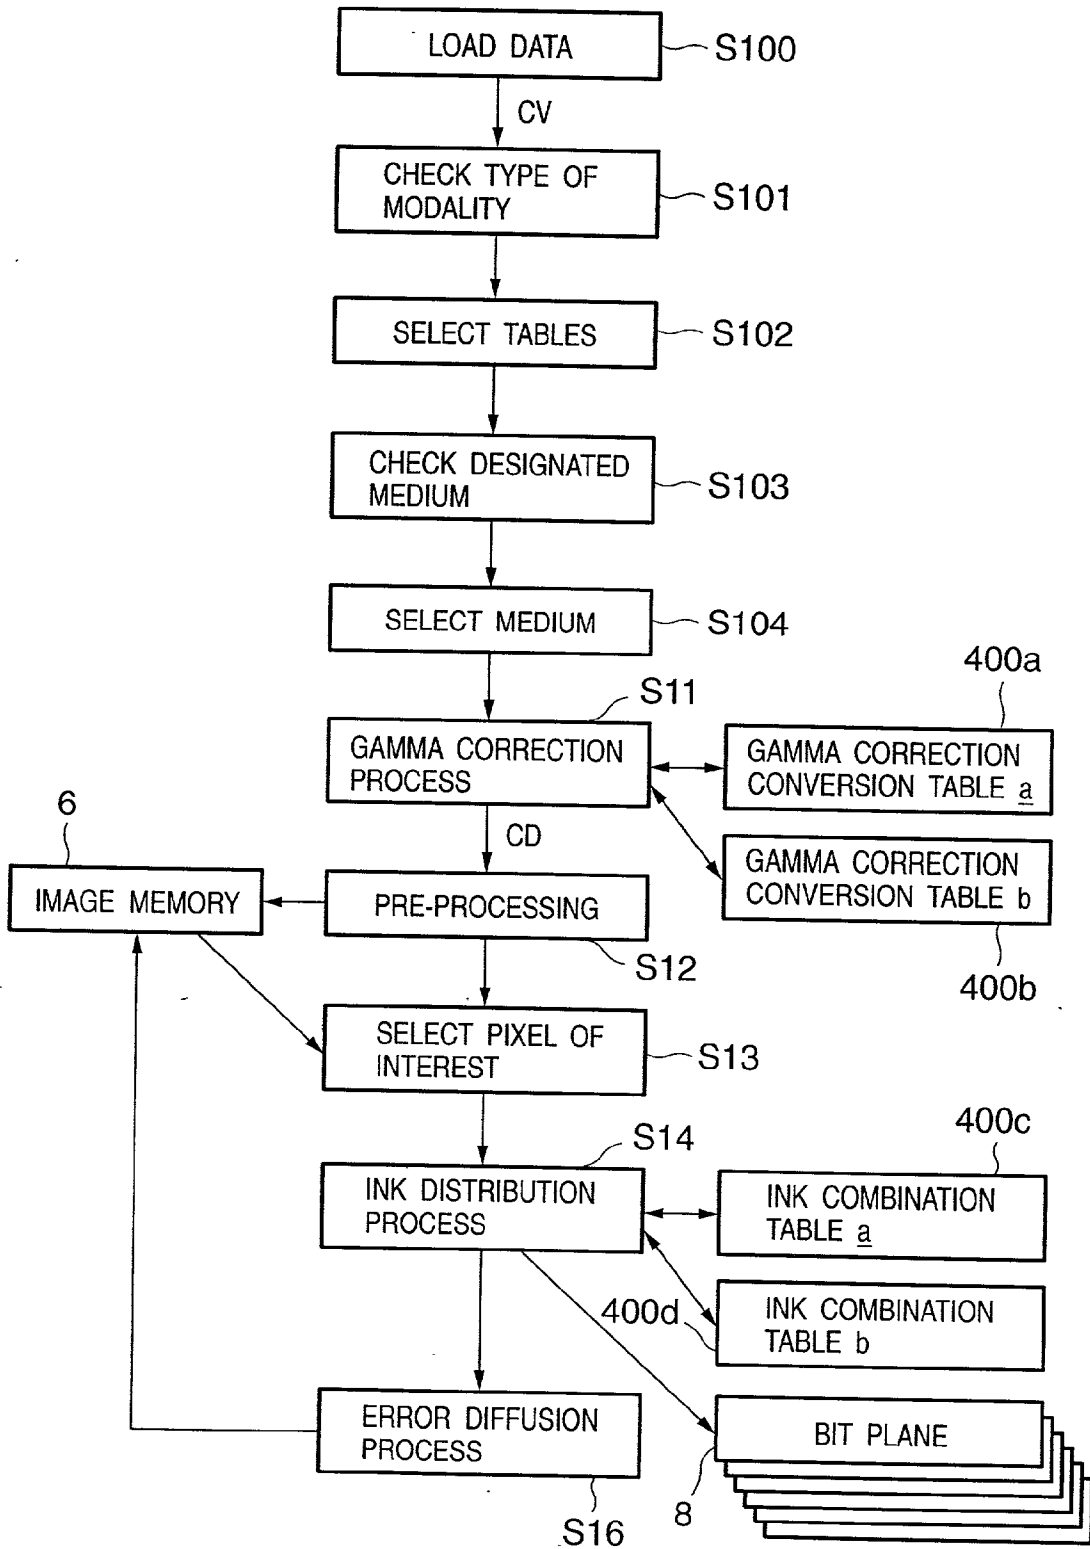 LOAD DATA
S100
CV
CHECK TYPE OF
MODALITY
S101
SELECT TABLES
S102
CHECK DESIGNATED
MEDIUM
S103
SELECT MEDIUM
S104
S11
400a
GAMMA CORRECTION
PROCESS
GAMMA CORRECTION
CONVERSION TABLE a
6
CD
GAMMA CORRECTION
CONVERSION TABLE b
IMAGE MEMORY
PRE-PROCESSING
S12
400b
SELECT PIXEL OF
INTEREST
S13
S14
400c
INK DISTRIBUTION
PROCESS
INK COMBINATION
TABLE a
400d
INK COMBINATION
TABLE b
ERROR DIFFUSION
PROCESS
BIT PLANE
8
S16